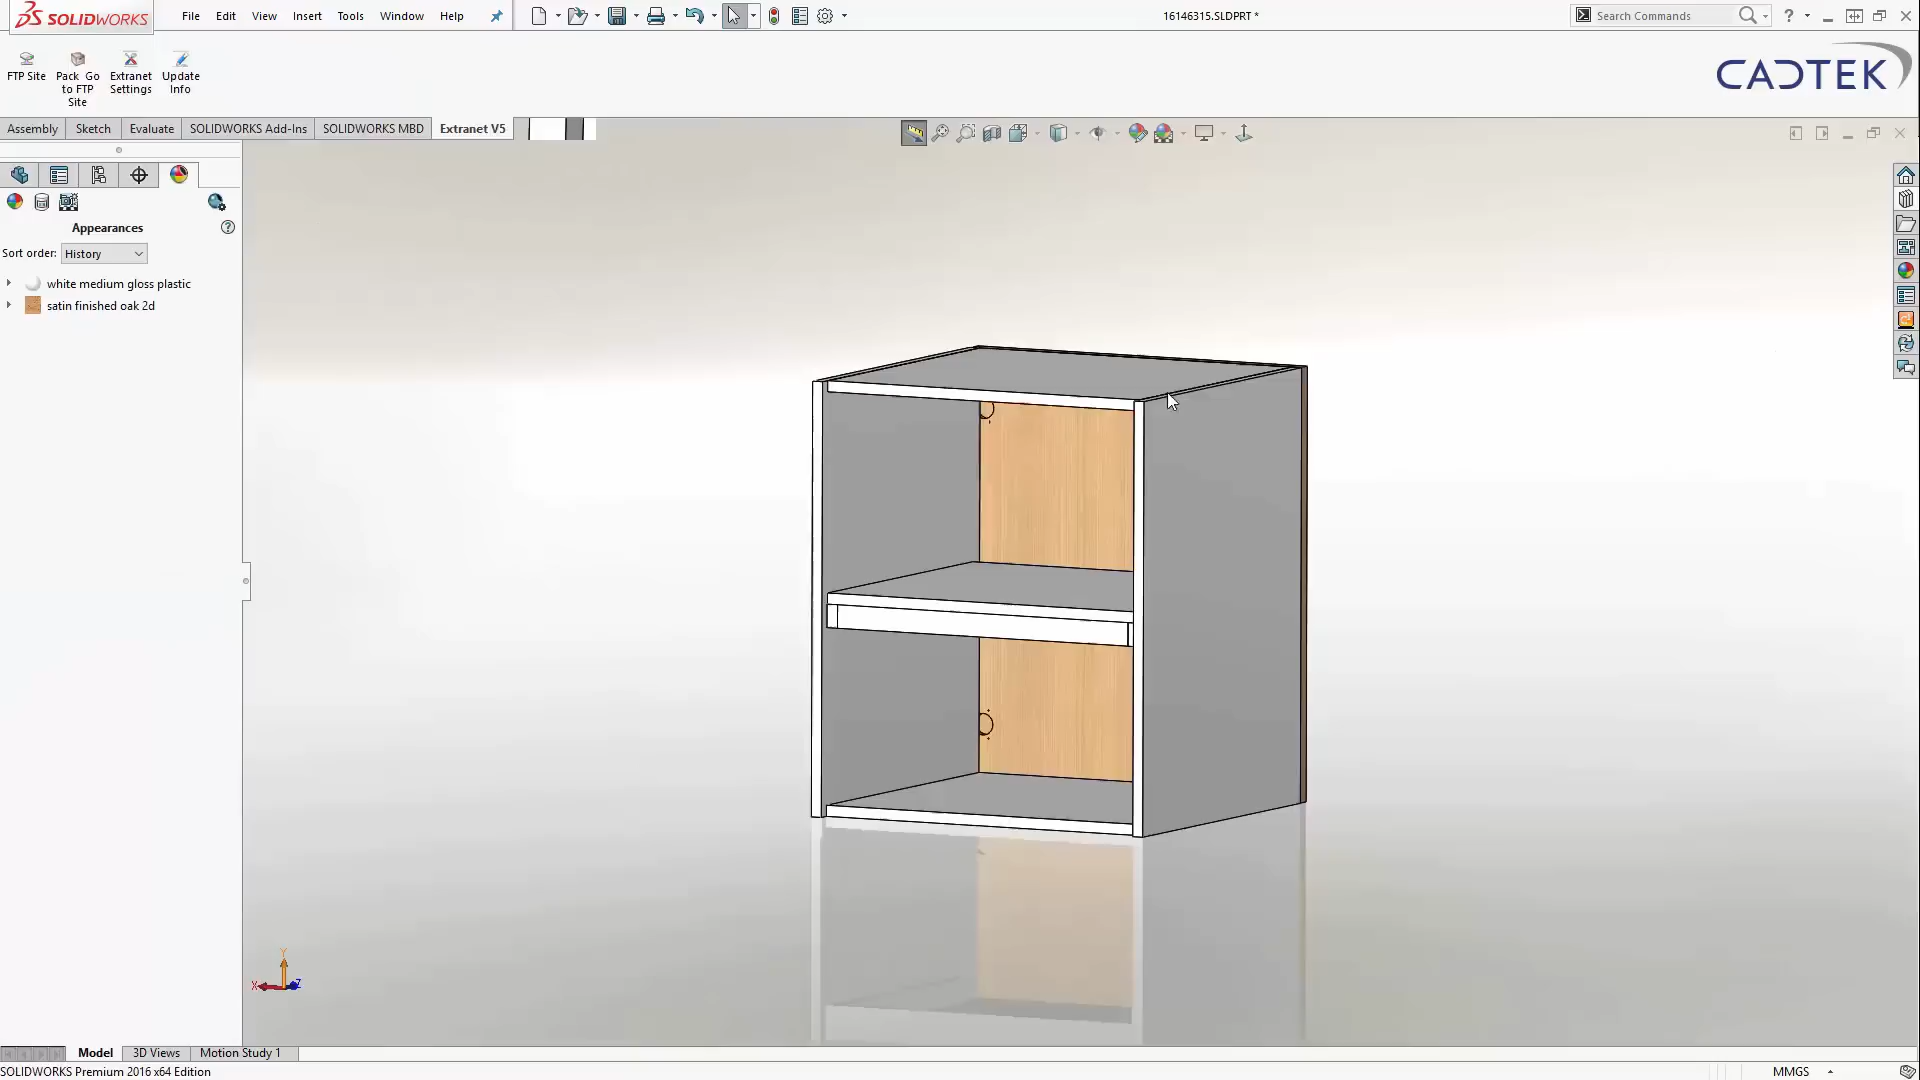 SOLIDWORKS
File Edit View Insert Tools Window Help
16146315.SLDPRT *
Search Commands
?
FTP Site
Pack Go to FTP Site
Extranet Settings
Update Info
CADTEK
Assembly Sketch Evaluate SOLIDWORKS Add-Ins SOLIDWORKS MBD Extranet V5
Appearances
?
Sort order: History
white medium gloss plastic
satin finished oak 2d
Y
X Z
Model 3D Views Motion Study 1
SOLIDWORKS Premium 2016 x64 Edition
MMGS